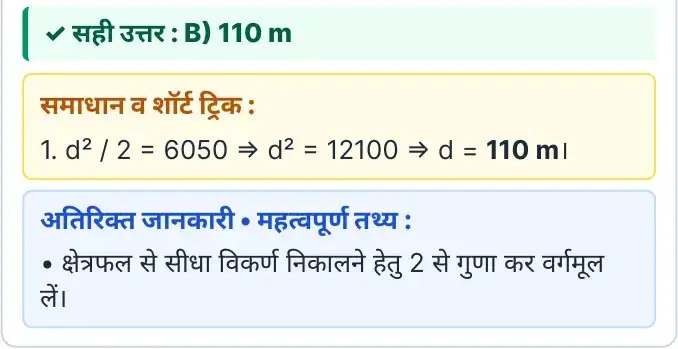 ✓ सही उत्तर : B) 110 m
समाधान व शॉर्ट ट्रिक :
1. d² / 2 = 6050 ⇒ d² = 12100 ⇒ d = 110 m।
अतिरिक्त जानकारी • महत्वपूर्ण तथ्य :
• क्षेत्रफल से सीधा विकर्ण निकालने हेतु 2 से गुणा कर वर्गमूल
लें।